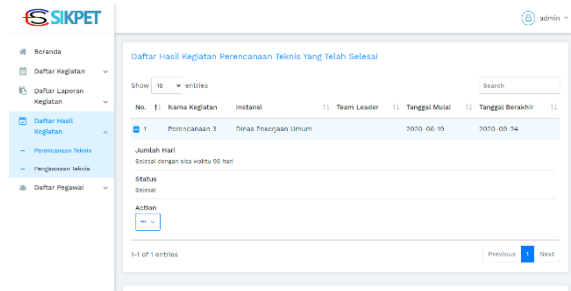 SIKPET
admin
Beranda
Daftar Kegiatan
Daftar Laporan
Kegiatan
Daftar Hasil
Kegiatan
Perencanaan Teknis
Pengawasan Teknis
Daftar Pegawai
Daftar Hasil Kegiatan Perencanaan Teknis Yang Telah Selesai
Show 10 entries
Search
No. Nama Kegiatan Instansi Team Leader Tanggal Mulai Tanggal Berakhir
1 Perencanaan 3 Dinas Pekerjaan Umum 2020-06-19 2020-09-24
Jumlah Hari
Selesai dengan sisa waktu 96 hari
Status
Selesai
Action
...
1-1 of 1 entries
Previous 1 Next